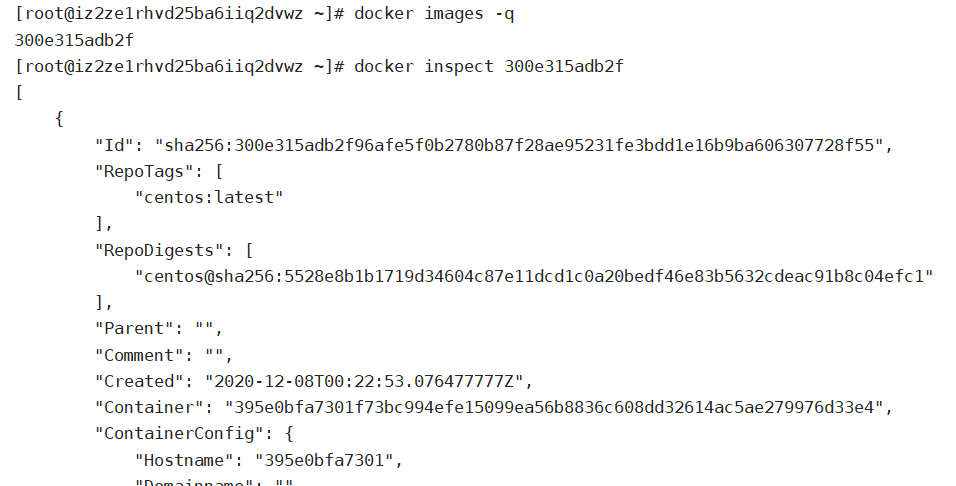 [root@iz2ze1rhvd25ba6iiq2dvwz ~]# docker images -q
300e315adb2f
[root@iz2ze1rhvd25ba6iiq2dvwz ~]# docker inspect 300e315adb2f
[
    {
        "Id": "sha256:300e315adb2f96afe5f0b2780b87f28ae95231fe3bdd1e16b9ba606307728f55",
        "RepoTags": [
            "centos:latest"
        ],
        "RepoDigests": [
            "centos@sha256:5528e8b1b1719d34604c87e11dcd1c0a20bedf46e83b5632cdeac91b8c04efc1"
        ],
        "Parent": "",
        "Comment": "",
        "Created": "2020-12-08T00:22:53.076477777Z",
        "Container": "395e0bfa7301f73bc994efe15099ea56b8836c608dd32614ac5ae279976d33e4",
        "ContainerConfig": {
            "Hostname": "395e0bfa7301",
            "Domainname": ""